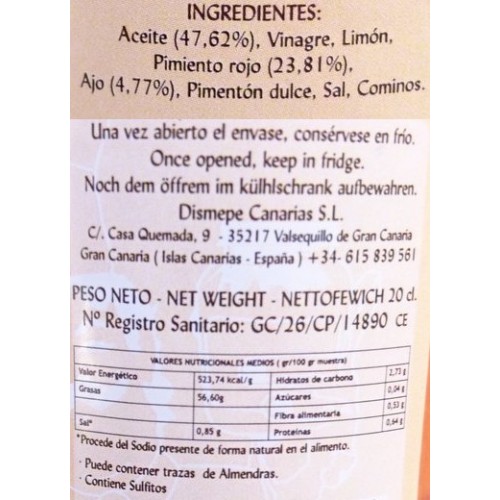 INGREDIENTES:
Aceite (47,62%), Vinagre, Limón,
Pimiento rojo (23,81%),
Ajo (4,77%), Pimentón dulce, Sal, Cominos.
Una vez abierto el envase, consérvese en frío.
Once opened, keep in fridge.
Noch dem öffrem im külhlschrank aufbewahren.
Dismepe Canarias S.L.
C/. Casa Quemada, 9 - 35217 Valsequillo de Gran Canaria
Gran Canaria ( Islas Canarias - España ) +34- 615 839 561
PESO NETO - NET WEIGHT - NETTOFEWICH 20 cl.
Nº Registro Sanitario: GC/26/CP/14890 CE
VALORES NUTRICIONALES MEDIOS ( gr/100 gr muestra)
Valor Energético 523,74 kcal/g Hidratos de carbono 2,73 g
Grasas 56,60g Azúcares 0,04 g
Fibra alimentaria 0,53 g
Sal* 0,85 g Proteinas 0,64 g
*Procede del Sodio presente de forma natural en el alimento.
- Puede contener trazas de Almendras.
- Contiene Sulfitos